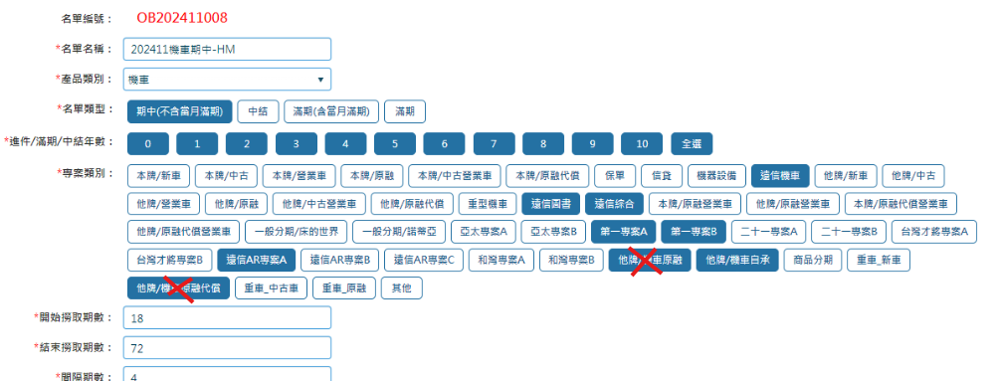 名單編號： OB202411008
*名單名稱： 202411機車期中-HM
*產品類別： 機車
*名單類型： 期中(不含當月滿期) 中結 滿期(含當月滿期) 滿期
*進件/滿期/中結年數： 0 1 2 3 4 5 6 7 8 9 10 全選
*專案類別： 本牌/新車 本牌/中古 本牌/營業車 本牌/原融 本牌/中古營業車 本牌/原融代償 保單 信貸 機器設備 遠信機車 他牌/新車 他牌/中古
他牌/營業車 他牌/原融 他牌/中古營業車 他牌/原融代償 重型機車 遠信圖書 遠信綜合 本牌/原融營業車 他牌/原融營業車 本牌/原融代償營業車
他牌/原融代償營業車 一般分期/床的世界 一般分期/諾蒂亞 亞太專案A 亞太專案B 第一專案A 第一專案B 二十一專案A 二十一專案B 台灣才將專案A
台灣才將專案B 遠信AR專案A 遠信AR專案B 遠信AR專案C 和灣專案A 和灣專案B 他牌/機車原融 他牌/機車自承 商品分期 重車_新車
他牌/機車原融代償 重車_中古車 重車_原融 其他
*開始撈取期數： 18
*結束撈取期數： 72
*間隔期數： 4